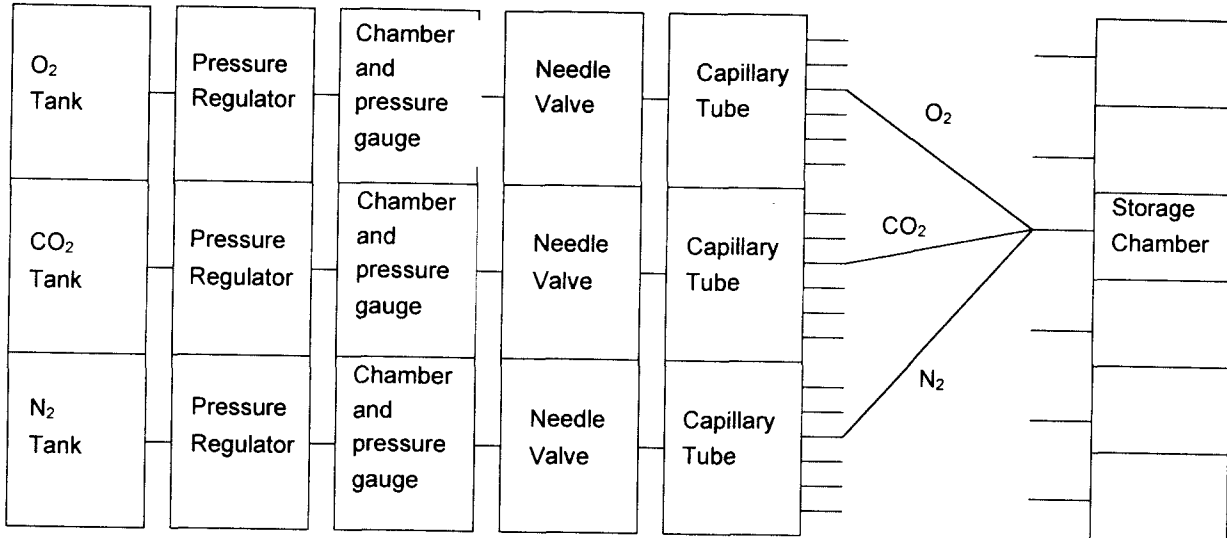 O₂
Tank
Pressure
Regulator
Chamber
and
pressure
gauge
Needle
Valve
Capillary
Tube
O₂
CO₂
Tank
Pressure
Regulator
Chamber
and
pressure
gauge
Needle
Valve
Capillary
Tube
CO₂
Storage
Chamber
N₂
Tank
Pressure
Regulator
Chamber
and
pressure
gauge
Needle
Valve
Capillary
Tube
N₂